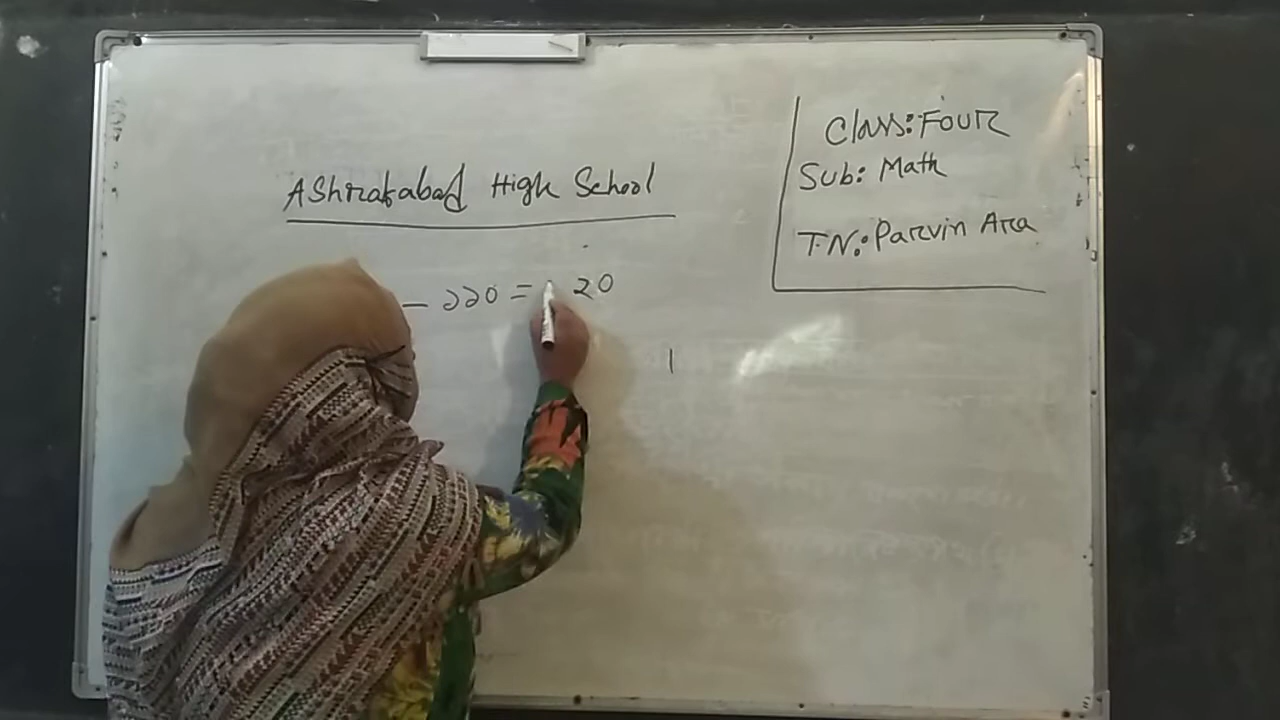 AShrafabad High School
Class: Four
Sub: Math
T.N.: Parvin Ara
- 220 = 20